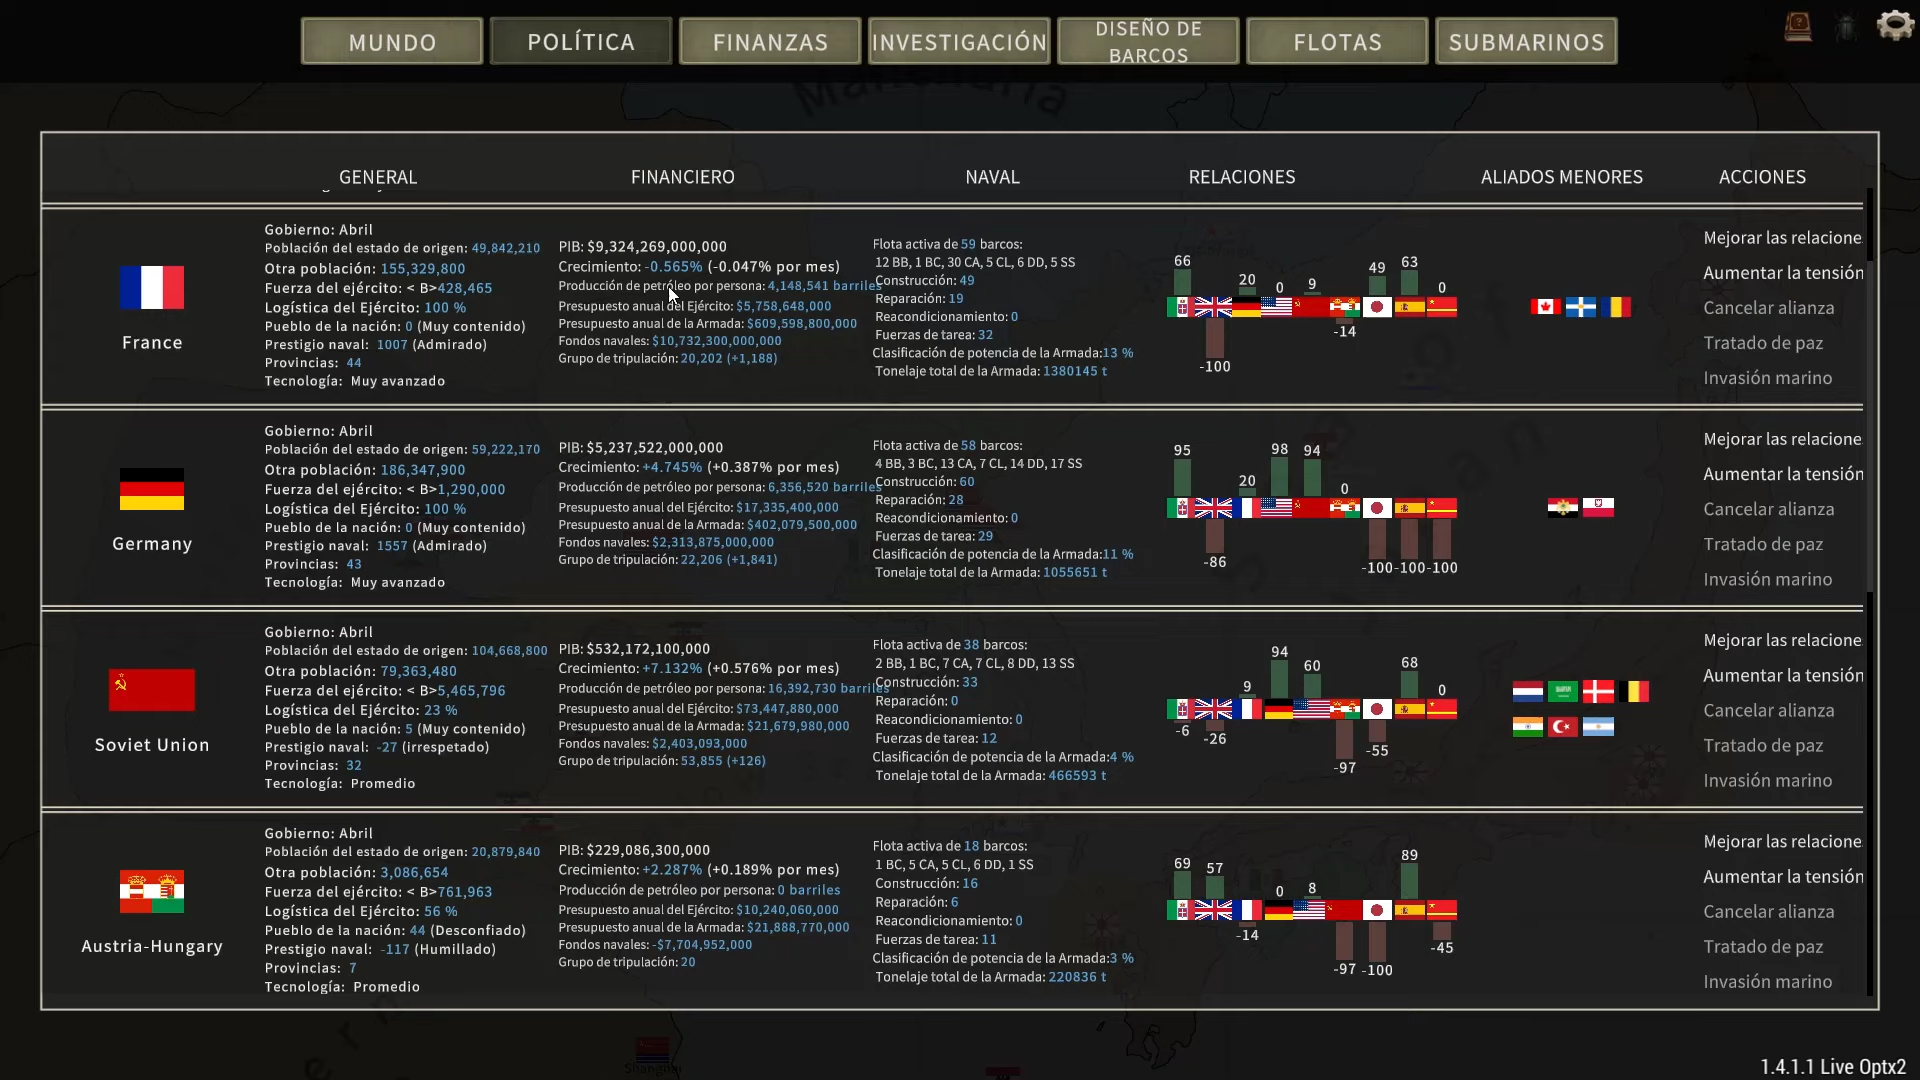 MUNDO
POLÍTICA
FINANZAS
INVESTIGACIÓN
DISEÑO DE
BARCOS
FLOTAS
SUBMARINOS
GENERAL
FINANCIERO
NAVAL
RELACIONES
ALIADOS MENORES
ACCIONES
France
Gobierno: Abril
Población del estado de origen: 49,842,210
Otra población: 155,329,800
Fuerza del ejército: < B>428,465
Logística del Ejército: 100 %
Pueblo de la nación: 0 (Muy contenido)
Prestigio naval: 1007 (Admirado)
Provincias: 44
Tecnología: Muy avanzado
PIB: $9,324,269,000,000
Crecimiento: -0.565% (-0.047% por mes)
Producción de petróleo por persona: 4,148,541 barriles
Presupuesto anual del Ejército: $5,758,648,000
Presupuesto anual de la Armada: $609,598,800,000
Fondos navales: $10,732,300,000,000
Grupo de tripulación: 20,202 (+1,188)
Flota activa de 59 barcos:
12 BB, 1 BC, 30 CA, 5 CL, 6 DD, 5 SS
Construcción: 49
Reparación: 19
Reacondicionamiento: 0
Fuerzas de tarea: 32
Clasificación de potencia de la Armada:13 %
Tonelaje total de la Armada: 1380145 t
66
-100
20
0
9
-14
49
63
0
Mejorar las relacione
Aumentar la tensión
Cancelar alianza
Tratado de paz
Invasión marino
Germany
Gobierno: Abril
Población del estado de origen: 59,222,170
Otra población: 186,347,900
Fuerza del ejército: < B>1,290,000
Logística del Ejército: 100 %
Pueblo de la nación: 0 (Muy contenido)
Prestigio naval: 1557 (Admirado)
Provincias: 43
Tecnología: Muy avanzado
PIB: $5,237,522,000,000
Crecimiento: +4.745% (+0.387% por mes)
Producción de petróleo por persona: 6,356,520 barriles
Presupuesto anual del Ejército: $17,335,400,000
Presupuesto anual de la Armada: $402,079,500,000
Fondos navales: $2,313,875,000,000
Grupo de tripulación: 22,206 (+1,841)
Flota activa de 58 barcos:
4 BB, 3 BC, 13 CA, 7 CL, 14 DD, 17 SS
Construcción: 60
Reparación: 28
Reacondicionamiento: 0
Fuerzas de tarea: 29
Clasificación de potencia de la Armada:11 %
Tonelaje total de la Armada: 1055651 t
95
-86
20
98
94
0
-100
-100
-100
Mejorar las relacione
Aumentar la tensión
Cancelar alianza
Tratado de paz
Invasión marino
Soviet Union
Gobierno: Abril
Población del estado de origen: 104,668,800
Otra población: 79,363,480
Fuerza del ejército: < B>5,465,796
Logística del Ejército: 23 %
Pueblo de la nación: 5 (Muy contenido)
Prestigio naval: -27 (irrespetado)
Provincias: 32
Tecnología: Promedio
PIB: $532,172,100,000
Crecimiento: +7.132% (+0.576% por mes)
Producción de petróleo por persona: 16,392,730 barriles
Presupuesto anual del Ejército: $73,447,880,000
Presupuesto anual de la Armada: $21,679,980,000
Fondos navales: $2,403,093,000
Grupo de tripulación: 53,855 (+126)
Flota activa de 38 barcos:
2 BB, 1 BC, 7 CA, 7 CL, 8 DD, 13 SS
Construcción: 33
Reparación: 0
Reacondicionamiento: 0
Fuerzas de tarea: 12
Clasificación de potencia de la Armada:4 %
Tonelaje total de la Armada: 466593 t
-6
-26
9
94
60
-97
-55
68
0
Mejorar las relacione
Aumentar la tensión
Cancelar alianza
Tratado de paz
Invasión marino
Austria-Hungary
Gobierno: Abril
Población del estado de origen: 20,879,840
Otra población: 3,086,654
Fuerza del ejército: < B>761,963
Logística del Ejército: 56 %
Pueblo de la nación: 44 (Desconfiado)
Prestigio naval: -117 (Humillado)
Provincias: 7
Tecnología: Promedio
PIB: $229,086,300,000
Crecimiento: +2.287% (+0.189% por mes)
Producción de petróleo por persona: 0 barriles
Presupuesto anual del Ejército: $10,240,060,000
Presupuesto anual de la Armada: $21,888,770,000
Fondos navales: -$7,704,952,000
Grupo de tripulación: 20
Flota activa de 18 barcos:
1 BC, 5 CA, 5 CL, 6 DD, 1 SS
Construcción: 16
Reparación: 6
Reacondicionamiento: 0
Fuerzas de tarea: 11
Clasificación de potencia de la Armada:3 %
Tonelaje total de la Armada: 220836 t
69
57
-14
0
8
-97
-100
89
-45
Mejorar las relacione
Aumentar la tensión
Cancelar alianza
Tratado de paz
Invasión marino
Shanghai
1.4.1.1 Live Optx2